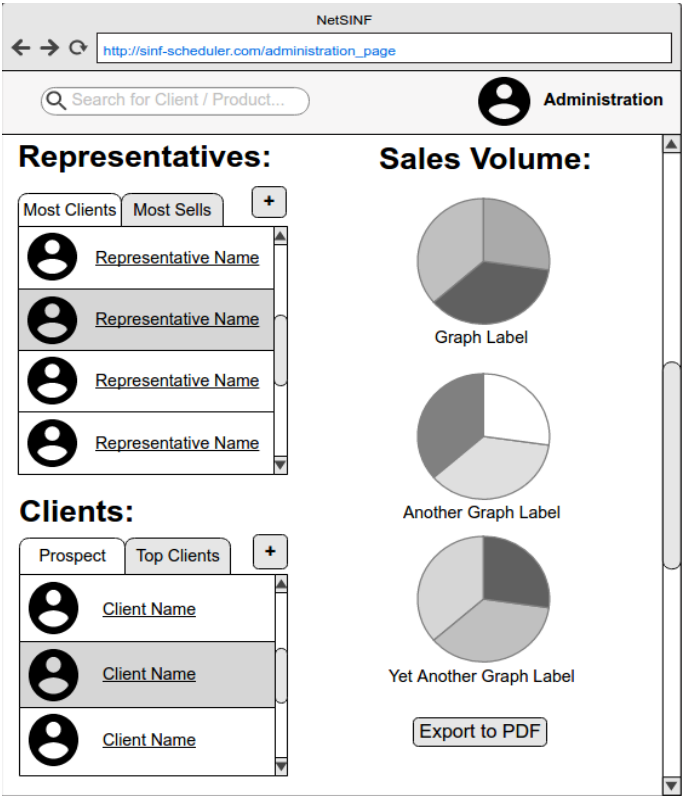 NetSINF
http://sinf-scheduler.com/administration_page
Search for Client / Product...
Administration
Representatives:
Most Clients
Most Sells
+
Representative Name
Representative Name
Representative Name
Representative Name
Clients:
Prospect
Top Clients
+
Client Name
Client Name
Client Name
Sales Volume:
Graph Label
Another Graph Label
Yet Another Graph Label
Export to PDF